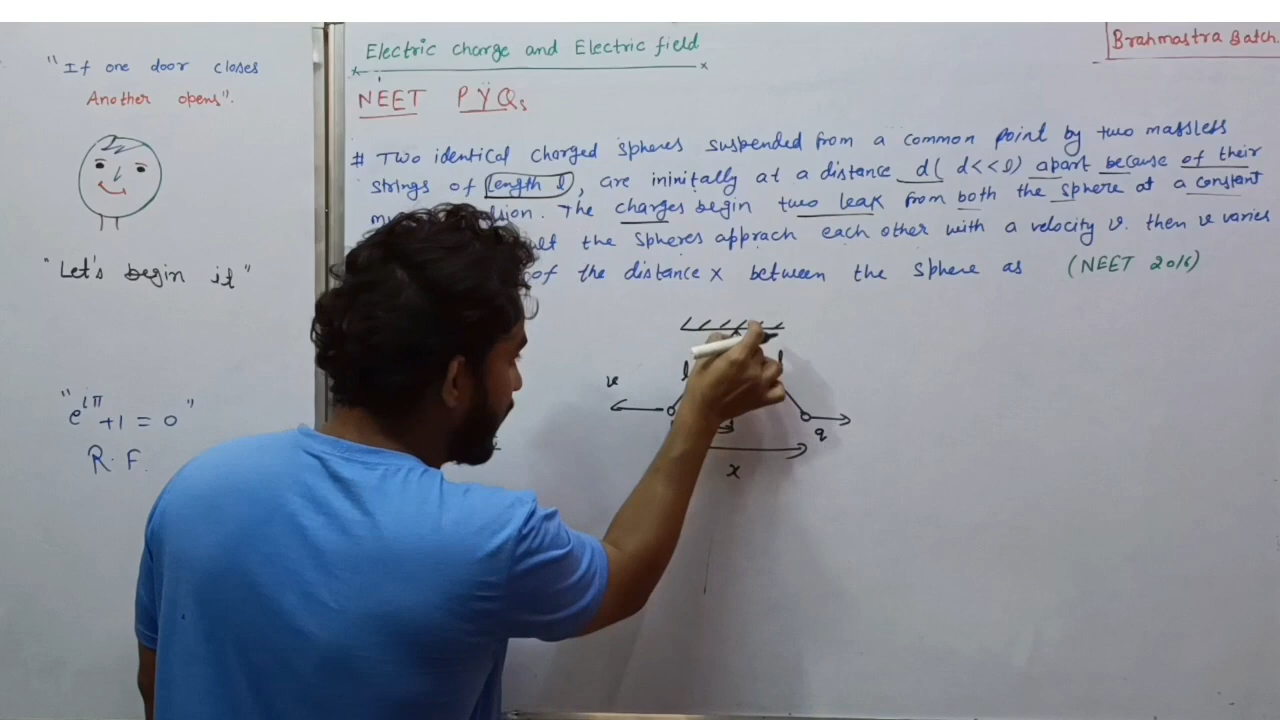 "If one door closes
Another opens".
"Let's begin it"
"e^iπ +1 = 0"
R. F.
Electric charge and Electric field
Brahmastra Batch.
NEET PYQs
# Two identical charged spheres suspended from a common point by two massless
strings of length l, are ininitally at a distance d( d<<l) apart because of their
The charges begin two leak from both the sphere at a constant
the spheres apprach each other with a velocity v. then v varies
of the distance x between the sphere as (NEET 2016)
l
l
v
q
x